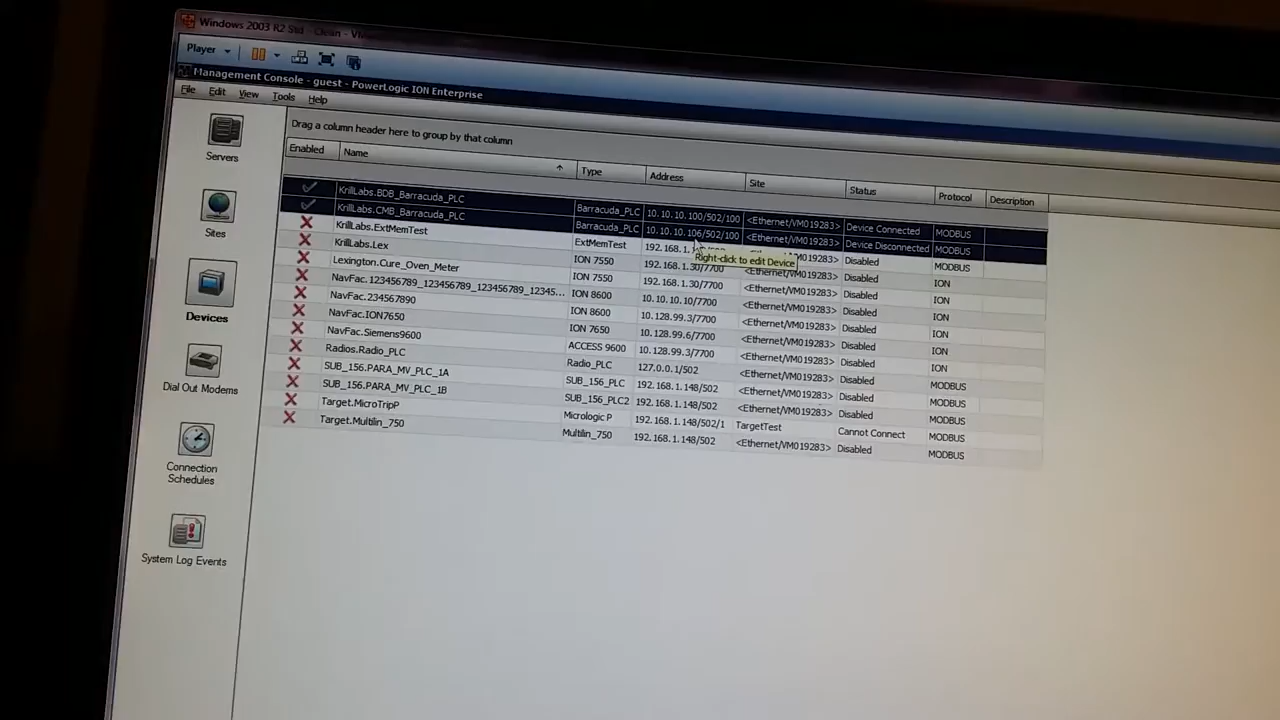 Windows 2003 R2 Std - Clean - VM
Player
Management Console - guest - PowerLogic ION Enterprise
File Edit View Tools Help
Servers
Sites
Devices
Dial Out Modems
Connection
Schedules
System Log Events
Drag a column header here to group by that column
Enabled Name Type Address Site Status Protocol Description
KrillLabs.BDB_Barracuda_PLC Barracuda_PLC 10.10.10.100/502/100 <Ethernet/VM019283> Device Connected MODBUS
KrillLabs.CMB_Barracuda_PLC Barracuda_PLC 10.10.10.106/502/100 <Ethernet/VM019283> Device Disconnected MODBUS
KrillLabs.ExtMemTest ExtMemTest Disabled MODBUS
Right-click to edit Device
KrillLabs.Lex ION 7550 192.168.1.30/7700 <Ethernet/VM019283> Disabled ION
Lexington.Cure_Oven_Meter ION 7550 192.168.1.30/7700 <Ethernet/VM019283> Disabled ION
NavFac.123456789_123456789_123456789_12345... ION 8600 10.10.10.10/7700 <Ethernet/VM019283> Disabled ION
NavFac.234567890 ION 8600 10.128.99.3/7700 <Ethernet/VM019283> Disabled ION
NavFac.ION7650 ION 7650 10.128.99.6/7700 <Ethernet/VM019283> Disabled ION
NavFac.Siemens9600 ACCESS 9600 10.128.99.3/7700 <Ethernet/VM019283> Disabled ION
Radios.Radio_PLC Radio_PLC 127.0.0.1/502 <Ethernet/VM019283> Disabled MODBUS
SUB_156.PARA_MV_PLC_1A SUB_156_PLC 192.168.1.148/502 <Ethernet/VM019283> Disabled MODBUS
SUB_156.PARA_MV_PLC_1B SUB_156_PLC2 192.168.1.148/502 <Ethernet/VM019283> Disabled MODBUS
Target.MicroTripP Micrologic P 192.168.1.148/502/1 TargetTest Cannot Connect MODBUS
Target.Multilin_750 Multilin_750 192.168.1.148/502 <Ethernet/VM019283> Disabled MODBUS